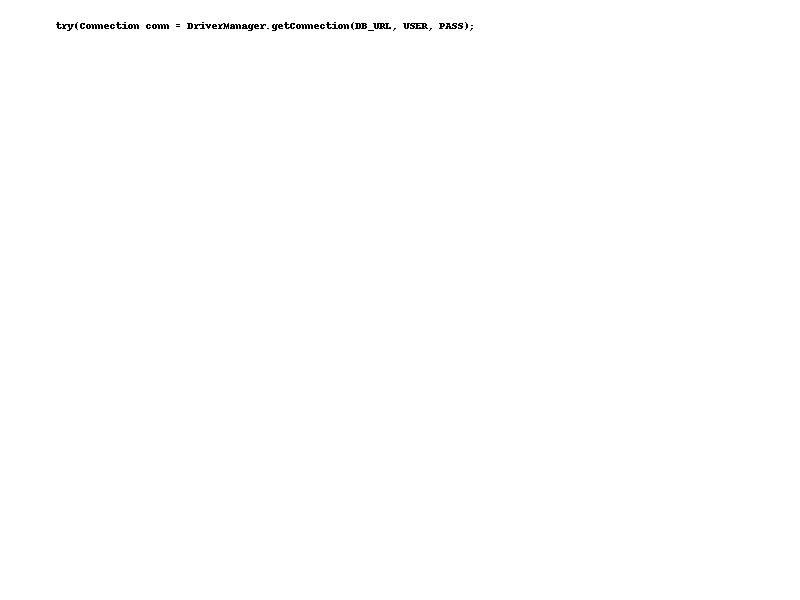 try(Connection conn = DriverManager.getConnection(DB_URL, USER, PASS);